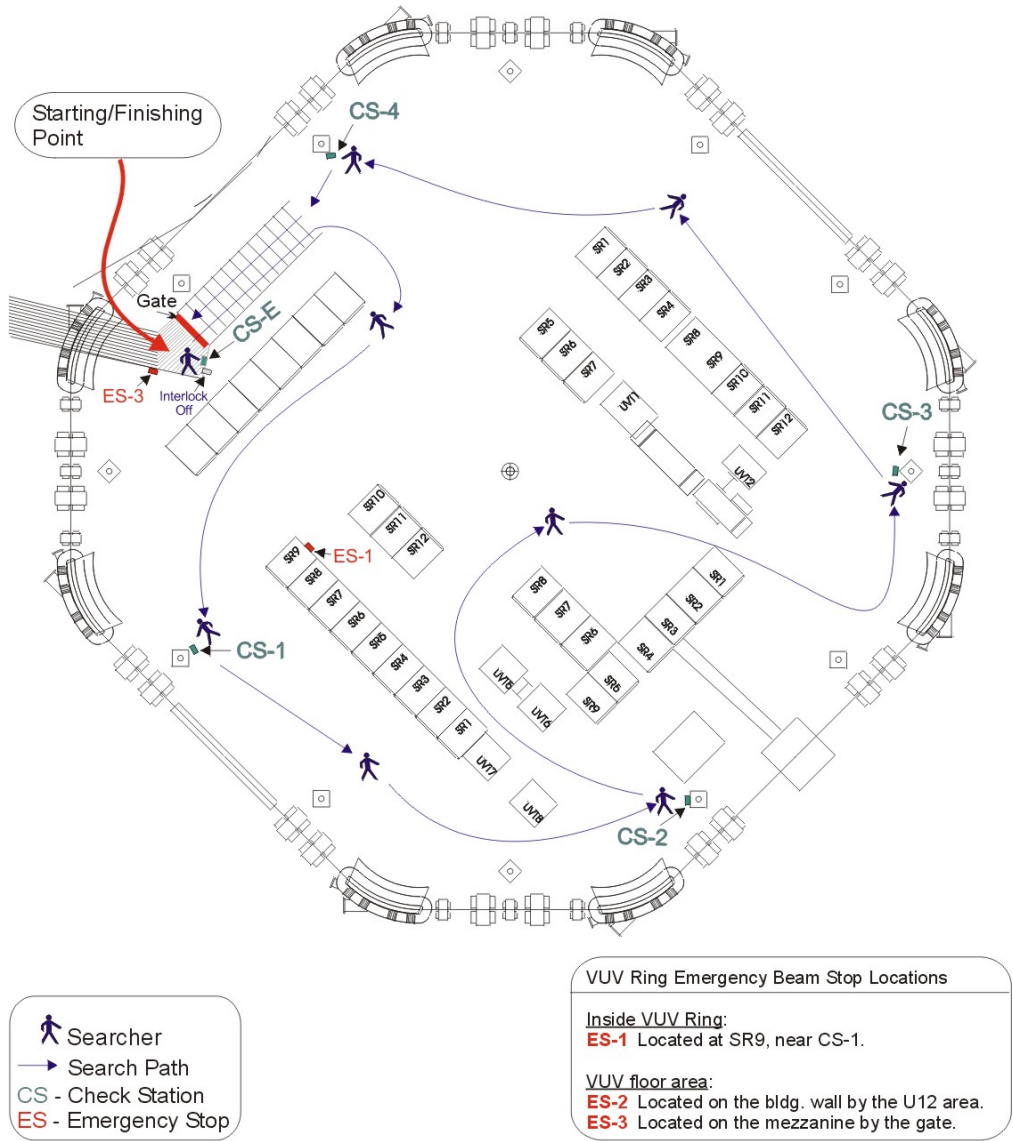 CS-4
Starting/Finishing
Point
Gate
CS-E
ES-3
Interlock
Off
SR1
SR2
SR3
SR4
SR8
SR9
SR10
SR11
SR12
SR5
SR6
SR7
UV11
UV12
CS-3
SR10
SR11
SR12
ES-1
SR9
SR8
SR7
SR6
SR5
SR4
SR3
SR2
SR1
UV17
UV18
CS-1
SR8
SR7
SR6
SR5
SR9
SR1
SR2
SR3
SR4
UV15
UV16
CS-2
Searcher
Search Path
CS - Check Station
ES - Emergency Stop
VUV Ring Emergency Beam Stop Locations
Inside VUV Ring:
ES-1 Located at SR9, near CS-1.
VUV floor area:
ES-2 Located on the bldg. wall by the U12 area.
ES-3 Located on the mezzanine by the gate.